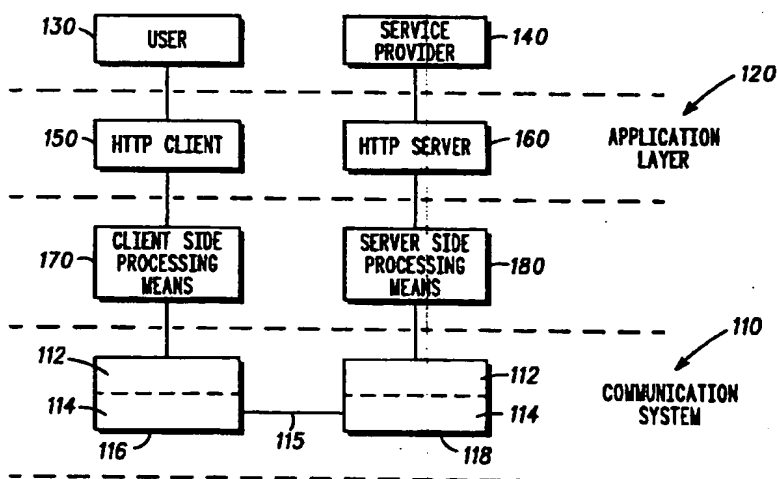 130
USER
SERVICE
PROVIDER
140
120
150
HTTP CLIENT
HTTP SERVER
160
APPLICATION
LAYER
170
CLIENT SIDE
PROCESSING
MEANS
SERVER SIDE
PROCESSING
MEANS
180
110
112
112
COMMUNICATION
SYSTEM
114
114
116
115
118